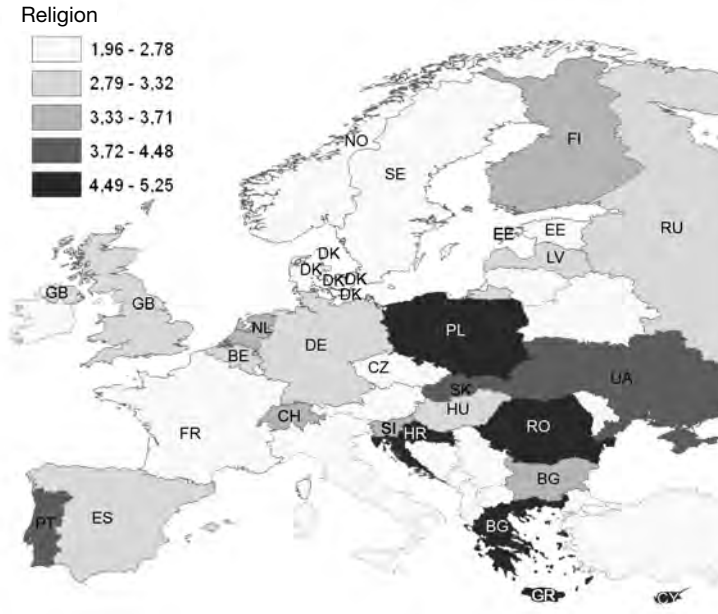 Religion
1,96 - 2.78
2,79 - 3,32
3,33 - 3,71
3,72 - 4,48
4,49 - 5,25
NO
FI
SE
RU
EE
EE
DK
LV
DK
DK
DK
DK
GB
GB
NL
PL
DE
BE
CZ
SK
UA
HU
CH
SI
HR
RO
FR
BG
PT
ES
BG
GR
CY